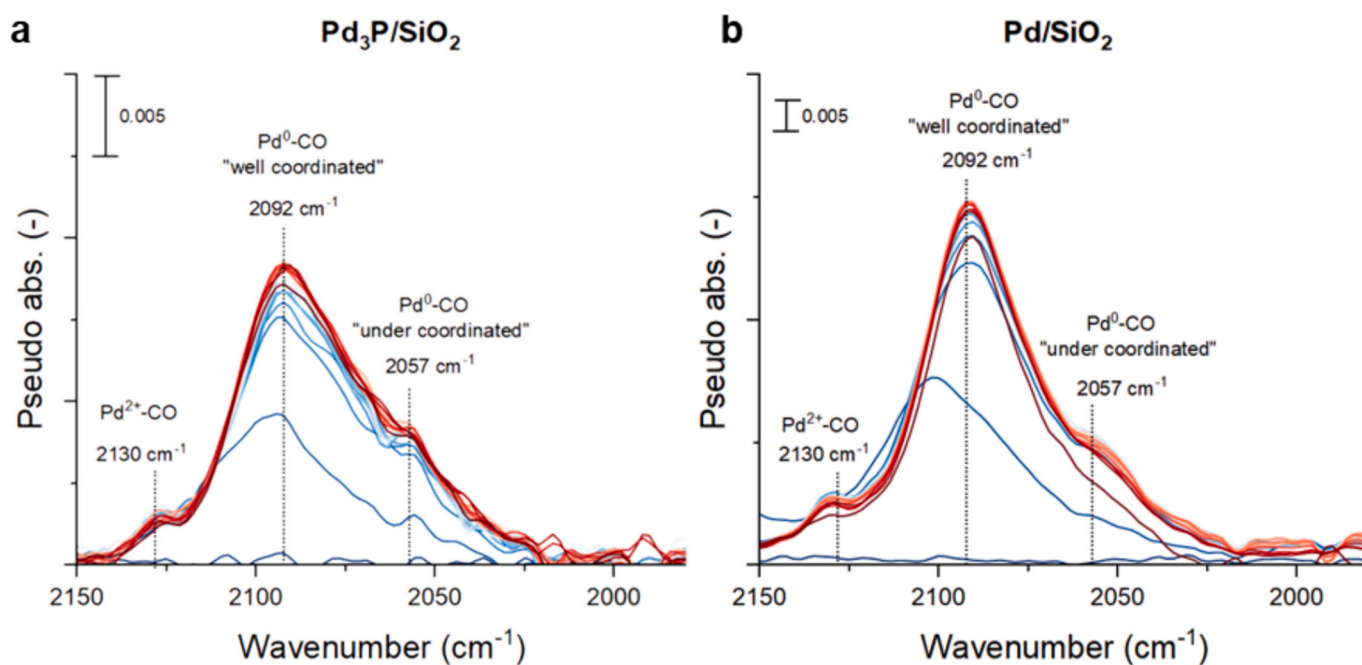 a
Pd₃P/SiO₂
0.005
Pd⁰-CO
"well coordinated"
2092 cm⁻¹
Pd⁰-CO
"under coordinated"
2057 cm⁻¹
Pd²⁺-CO
2130 cm⁻¹
Pseudo abs. (-)
2150
2100
2050
2000
Wavenumber (cm⁻¹)
b
Pd/SiO₂
0.005
Pd⁰-CO
"well coordinated"
2092 cm⁻¹
Pd⁰-CO
"under coordinated"
2057 cm⁻¹
Pd²⁺-CO
2130 cm⁻¹
Pseudo abs. (-)
2150
2100
2050
2000
Wavenumber (cm⁻¹)